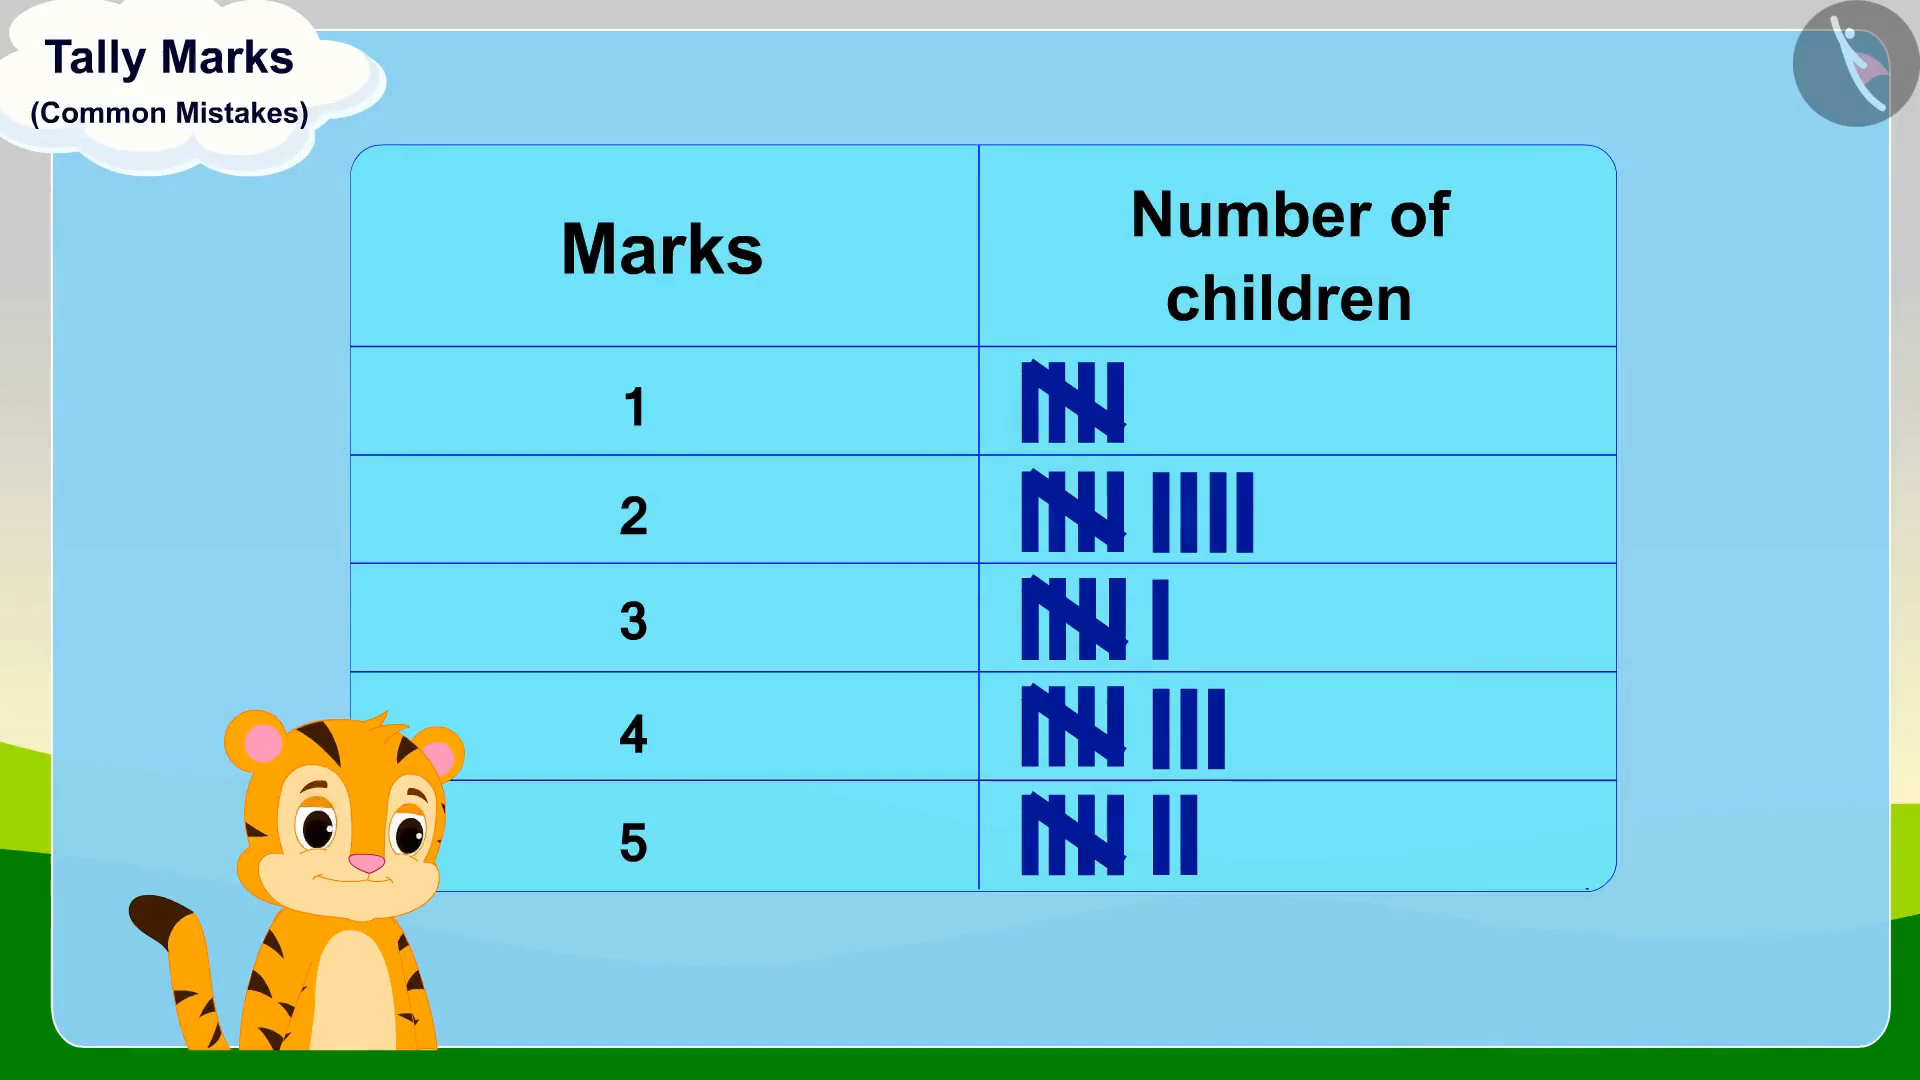 Tally Marks
(Common Mistakes)
Marks
Number of
children
1
2
3
4
5